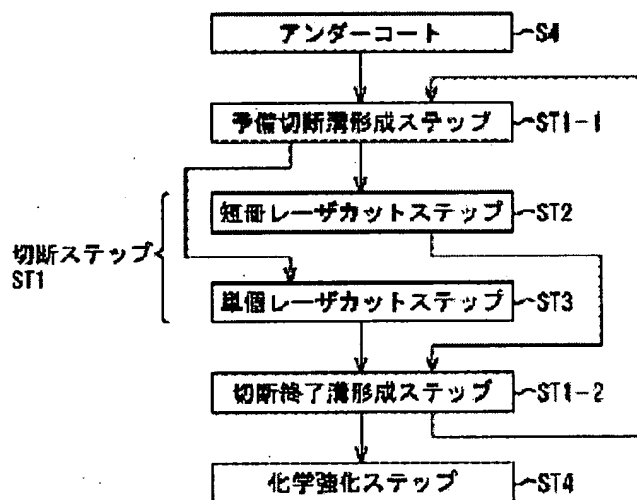 アンダーコート S4
予備切断溝形成ステップ ST1-1
短冊レーザカットステップ ST2
切断ステップ
ST1
単個レーザカットステップ ST3
切断終了溝形成ステップ ST1-2
化学強化ステップ ST4